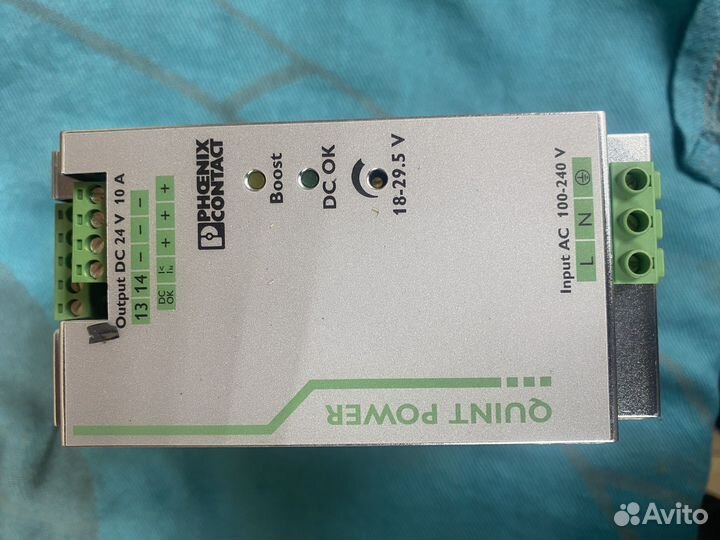 Output DC 24 V 10 A
13 14 − − − + + +
DC OK I<
PHŒNIX
CONTACT
Boost
DC OK
18-29.5 V
Input AC 100-240 V
L N
QUINT POWER
Avito